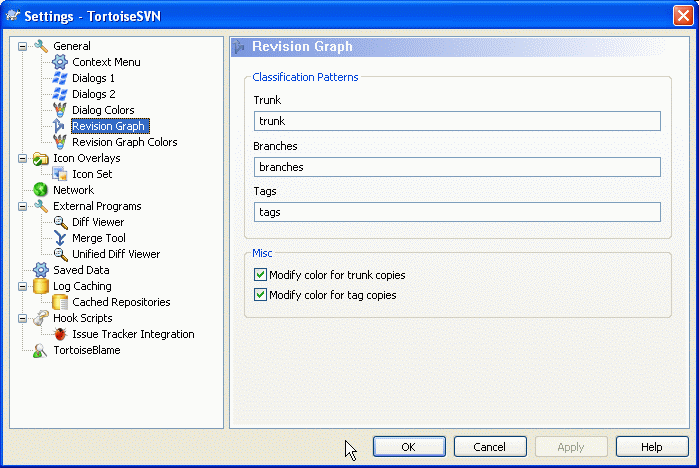 Settings - TortoiseSVN
General
Context Menu
Dialogs 1
Dialogs 2
Dialog Colors
Revision Graph
Revision Graph Colors
Icon Overlays
Icon Set
Network
External Programs
Diff Viewer
Merge Tool
Unified Diff Viewer
Saved Data
Log Caching
Cached Repositories
Hook Scripts
Issue Tracker Integration
TortoiseBlame
Revision Graph
Classification Patterns
Trunk
trunk
Branches
branches
Tags
tags
Misc
Modify color for trunk copies
Modify color for tag copies
OK
Cancel
Apply
Help